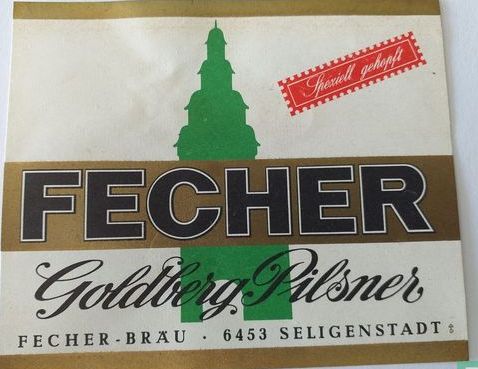 Speziell gehopft
FECHER
Goldberg Pilsner
FECHER-BRÄU · 6453 SELIGENSTADT